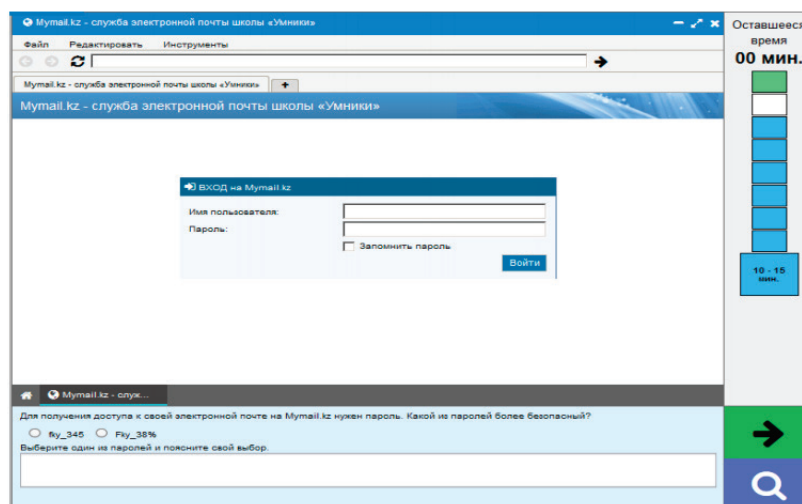 Mymail.kz - служба электронной почты школы «Умники»
Файл Редактировать Инструменты
Mymail.kz - служба электронной почты школы «Умники» +
Mymail.kz - служба электронной почты школы «Умники»
ВХОД на Mymail.kz
Имя пользователя:
Пароль:
Запомнить пароль
Войти
Mymail.kz - служ...
Для получения доступа к своей электронной почте на Mymail.kz нужен пароль. Какой из паролей более безопасный?
fky_345 Fky_38%
Выберите один из паролей и поясните свой выбор.
Оставшееся
время
00 мин.
10 - 15
мин.